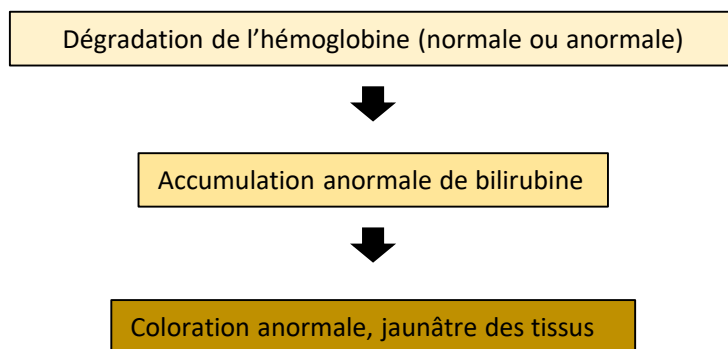 Dégradation de l’hémoglobine (normale ou anormale)
Accumulation anormale de bilirubine
Coloration anormale, jaunâtre des tissus